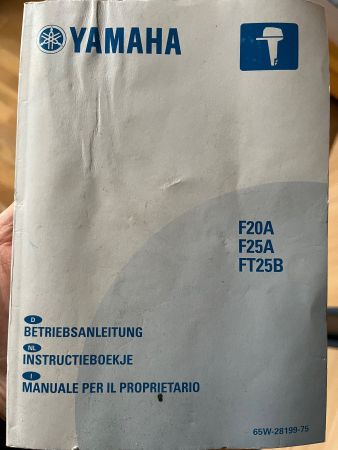 YAMAHA
F20A
F25A
FT25B
D
BETRIEBSANLEITUNG
NL
INSTRUCTIEBOEKJE
I
MANUALE PER IL PROPRIETARIO
65W-28199-75